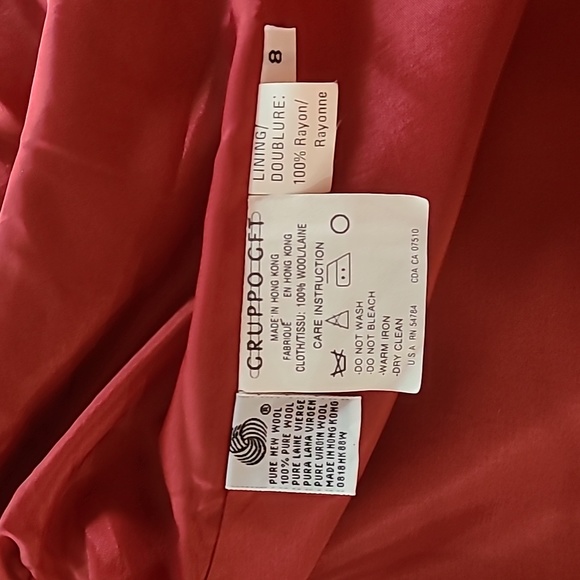 8
LINING/
DOUBLURE:
100% Rayon/
Rayonne
GRUPPO GFT
MADE IN HONG KONG
FABRIQUÉ EN HONG KONG
CLOTH/TISSU: 100% WOOL/LAINE
CARE INSTRUCTION
-DO NOT WASH
-DO NOT BLEACH
-WARM IRON
-DRY CLEAN
U.S.A. RN 54784 CDA. CA 07510
®
PURE NEW WOOL
100% PURE WOOL
PURE LAINE VIERGE
PURA LANA VIRGEN
PURE VIRGIN WOOL
MADE IN HONG KONG
0818HK88W